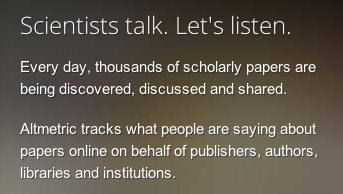 Scientists talk. Let's listen.
Every day, thousands of scholarly papers are
being discovered, discussed and shared.
Altmetric tracks what people are saying about
papers online on behalf of publishers, authors,
libraries and institutions.